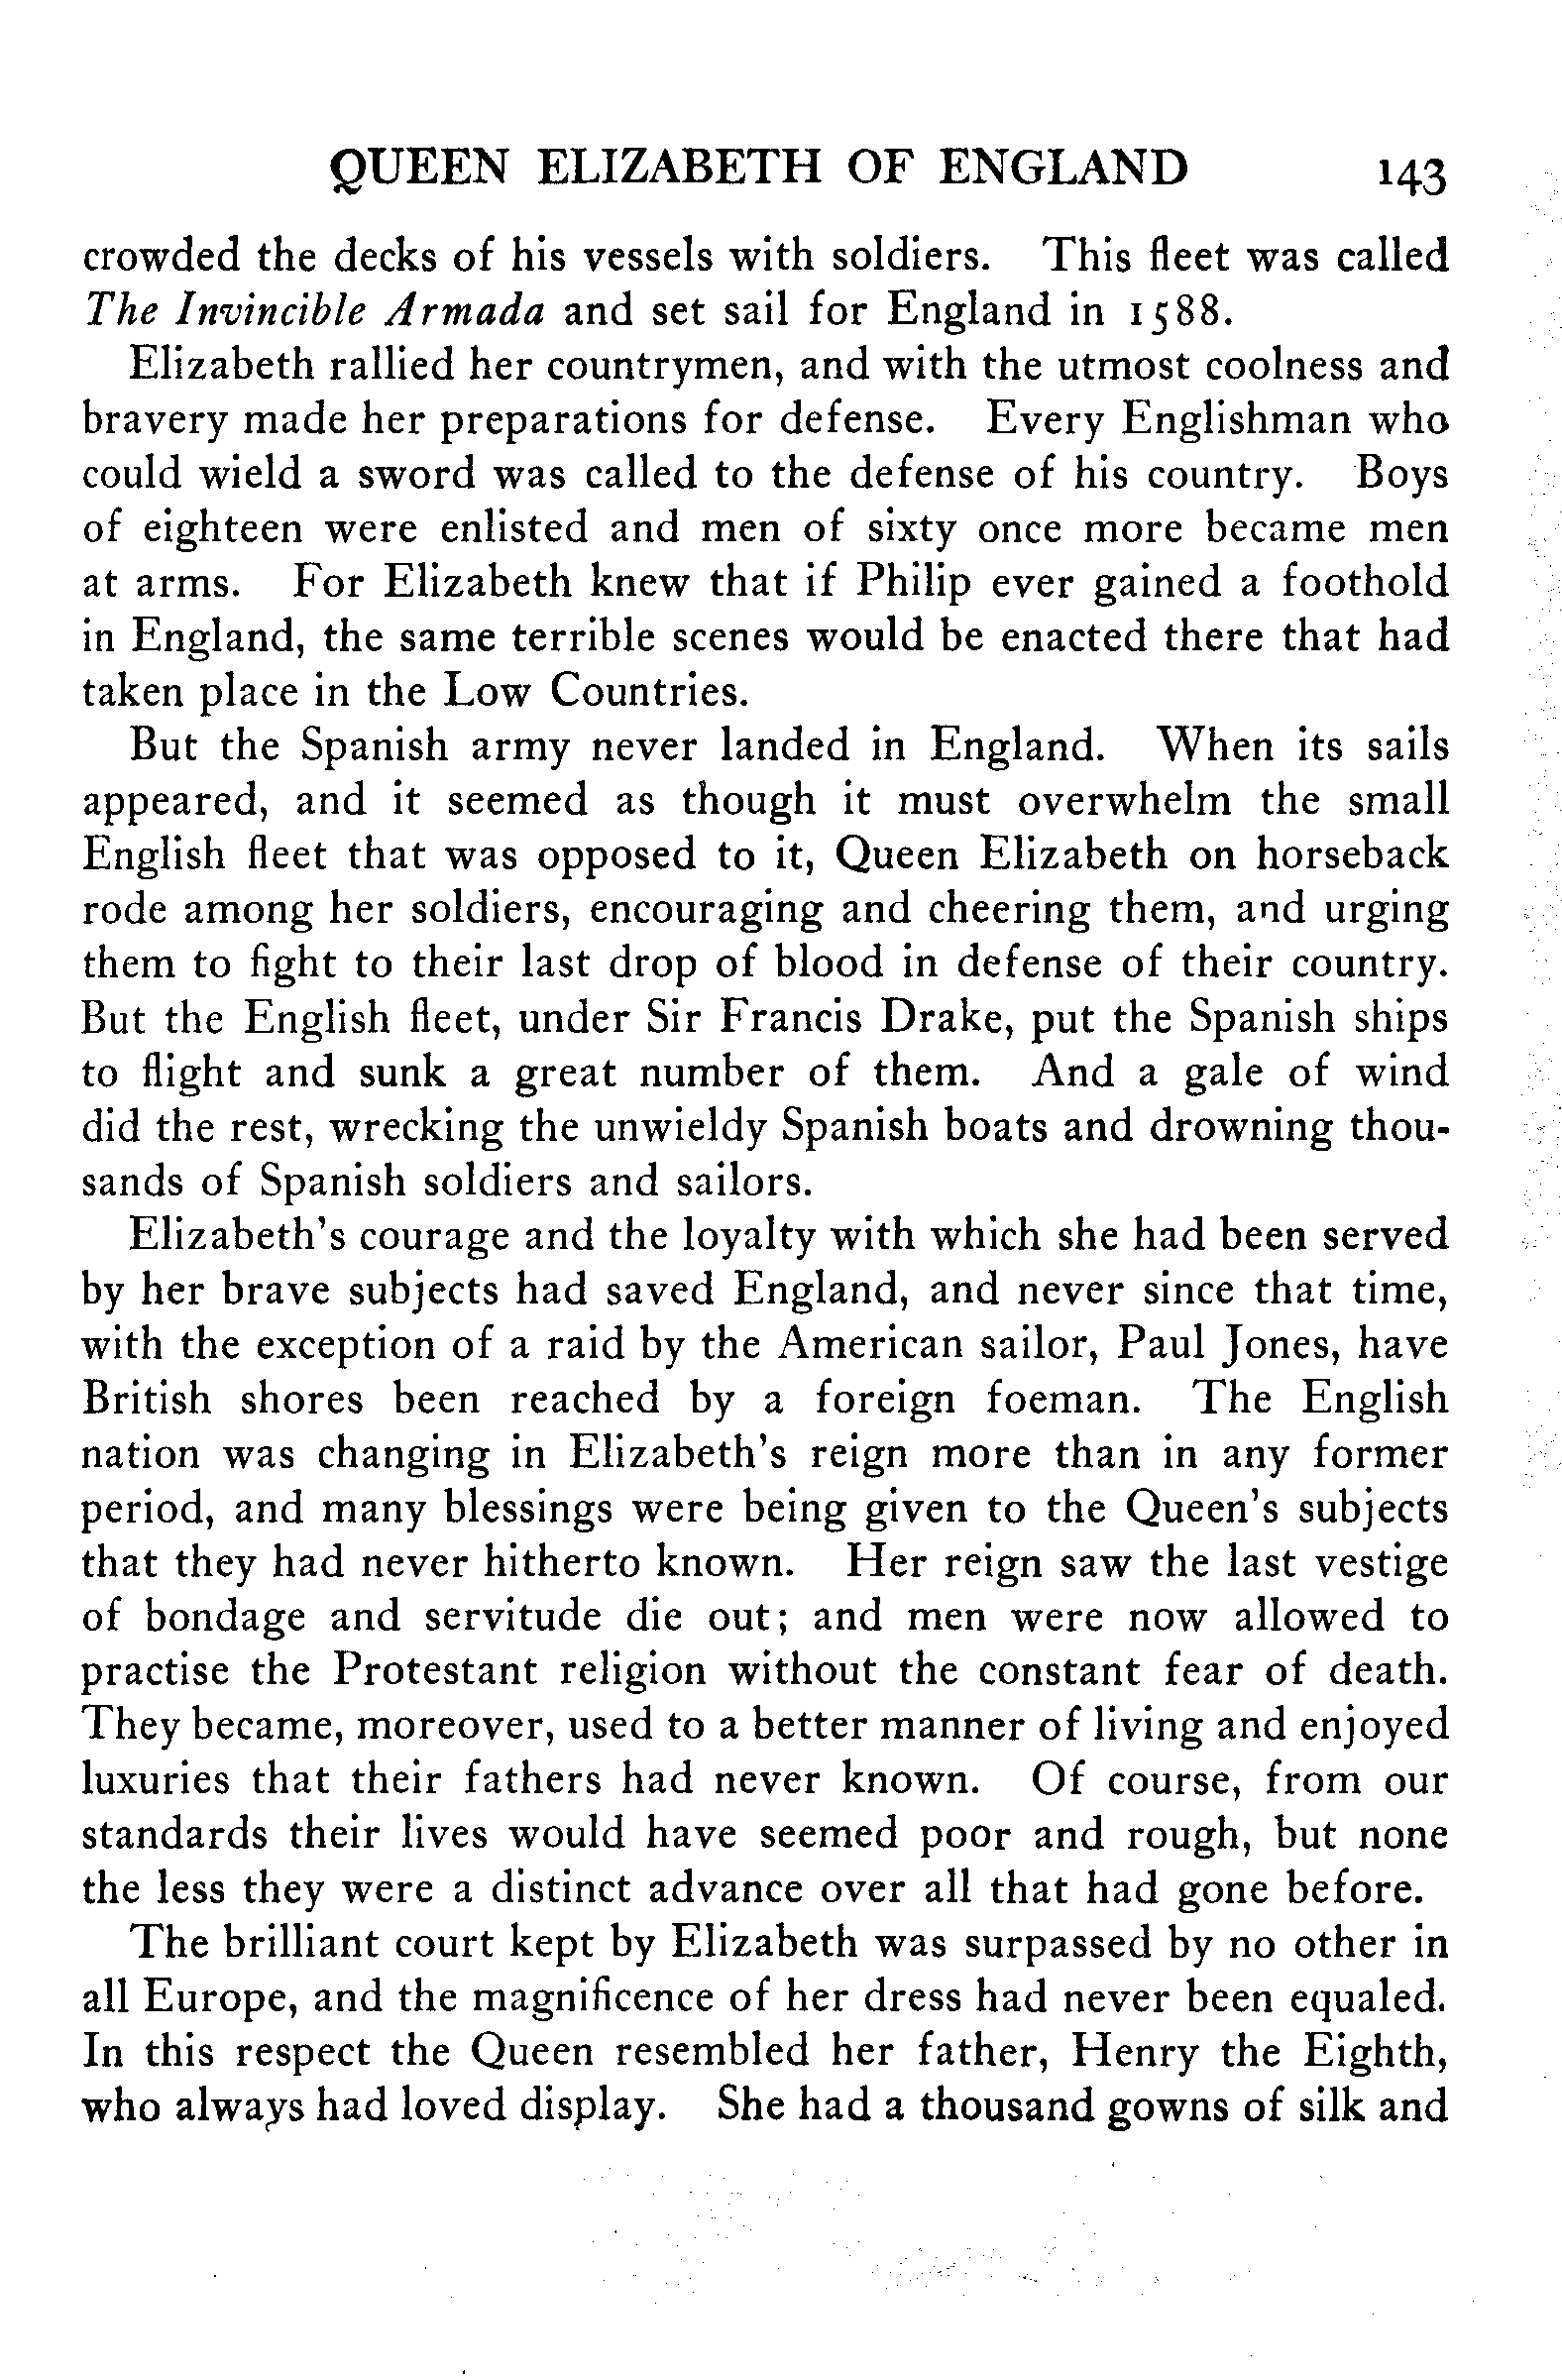 QUEEN ELIZABETH OF ENGLAND 143
crowded the decks of his vessels with soldiers. This fleet was called
The Invincible Armada and set sail for England in 1588.
Elizabeth rallied her countrymen, and with the utmost coolness and
bravery made her preparations for defense. Every Englishman who
could wield a sword was called to the defense of his country. Boys
of eighteen were enlisted and men of sixty once more became men
at arms. For Elizabeth knew that if Philip ever gained a foothold
in England, the same terrible scenes would be enacted there that had
taken place in the Low Countries.
But the Spanish army never landed in England. When its sails
appeared, and it seemed as though it must overwhelm the small
English fleet that was opposed to it, Queen Elizabeth on horseback
rode among her soldiers, encouraging and cheering them, and urging
them to fight to their last drop of blood in defense of their country.
But the English fleet, under Sir Francis Drake, put the Spanish ships
to flight and sunk a great number of them. And a gale of wind
did the rest, wrecking the unwieldy Spanish boats and drowning thou-
sands of Spanish soldiers and sailors.
Elizabeth's courage and the loyalty with which she had been served
by her brave subjects had saved England, and never since that time,
with the exception of a raid by the American sailor, Paul Jones, have
British shores been reached by a foreign foeman. The English
nation was changing in Elizabeth's reign more than in any former
period, and many blessings were being given to the Queen's subjects
that they had never hitherto known. Her reign saw the last vestige
of bondage and servitude die out; and men were now allowed to
practise the Protestant religion without the constant fear of death.
They became, moreover, used to a better manner of living and enjoyed
luxuries that their fathers had never known. Of course, from our
standards their lives would have seemed poor and rough, but none
the less they were a distinct advance over all that had gone before.
The brilliant court kept by Elizabeth was surpassed by no other in
all Europe, and the magnificence of her dress had never been equaled.
In this respect the Queen resembled her father, Henry the Eighth,
who always had loved display. She had a thousand gowns of silk and